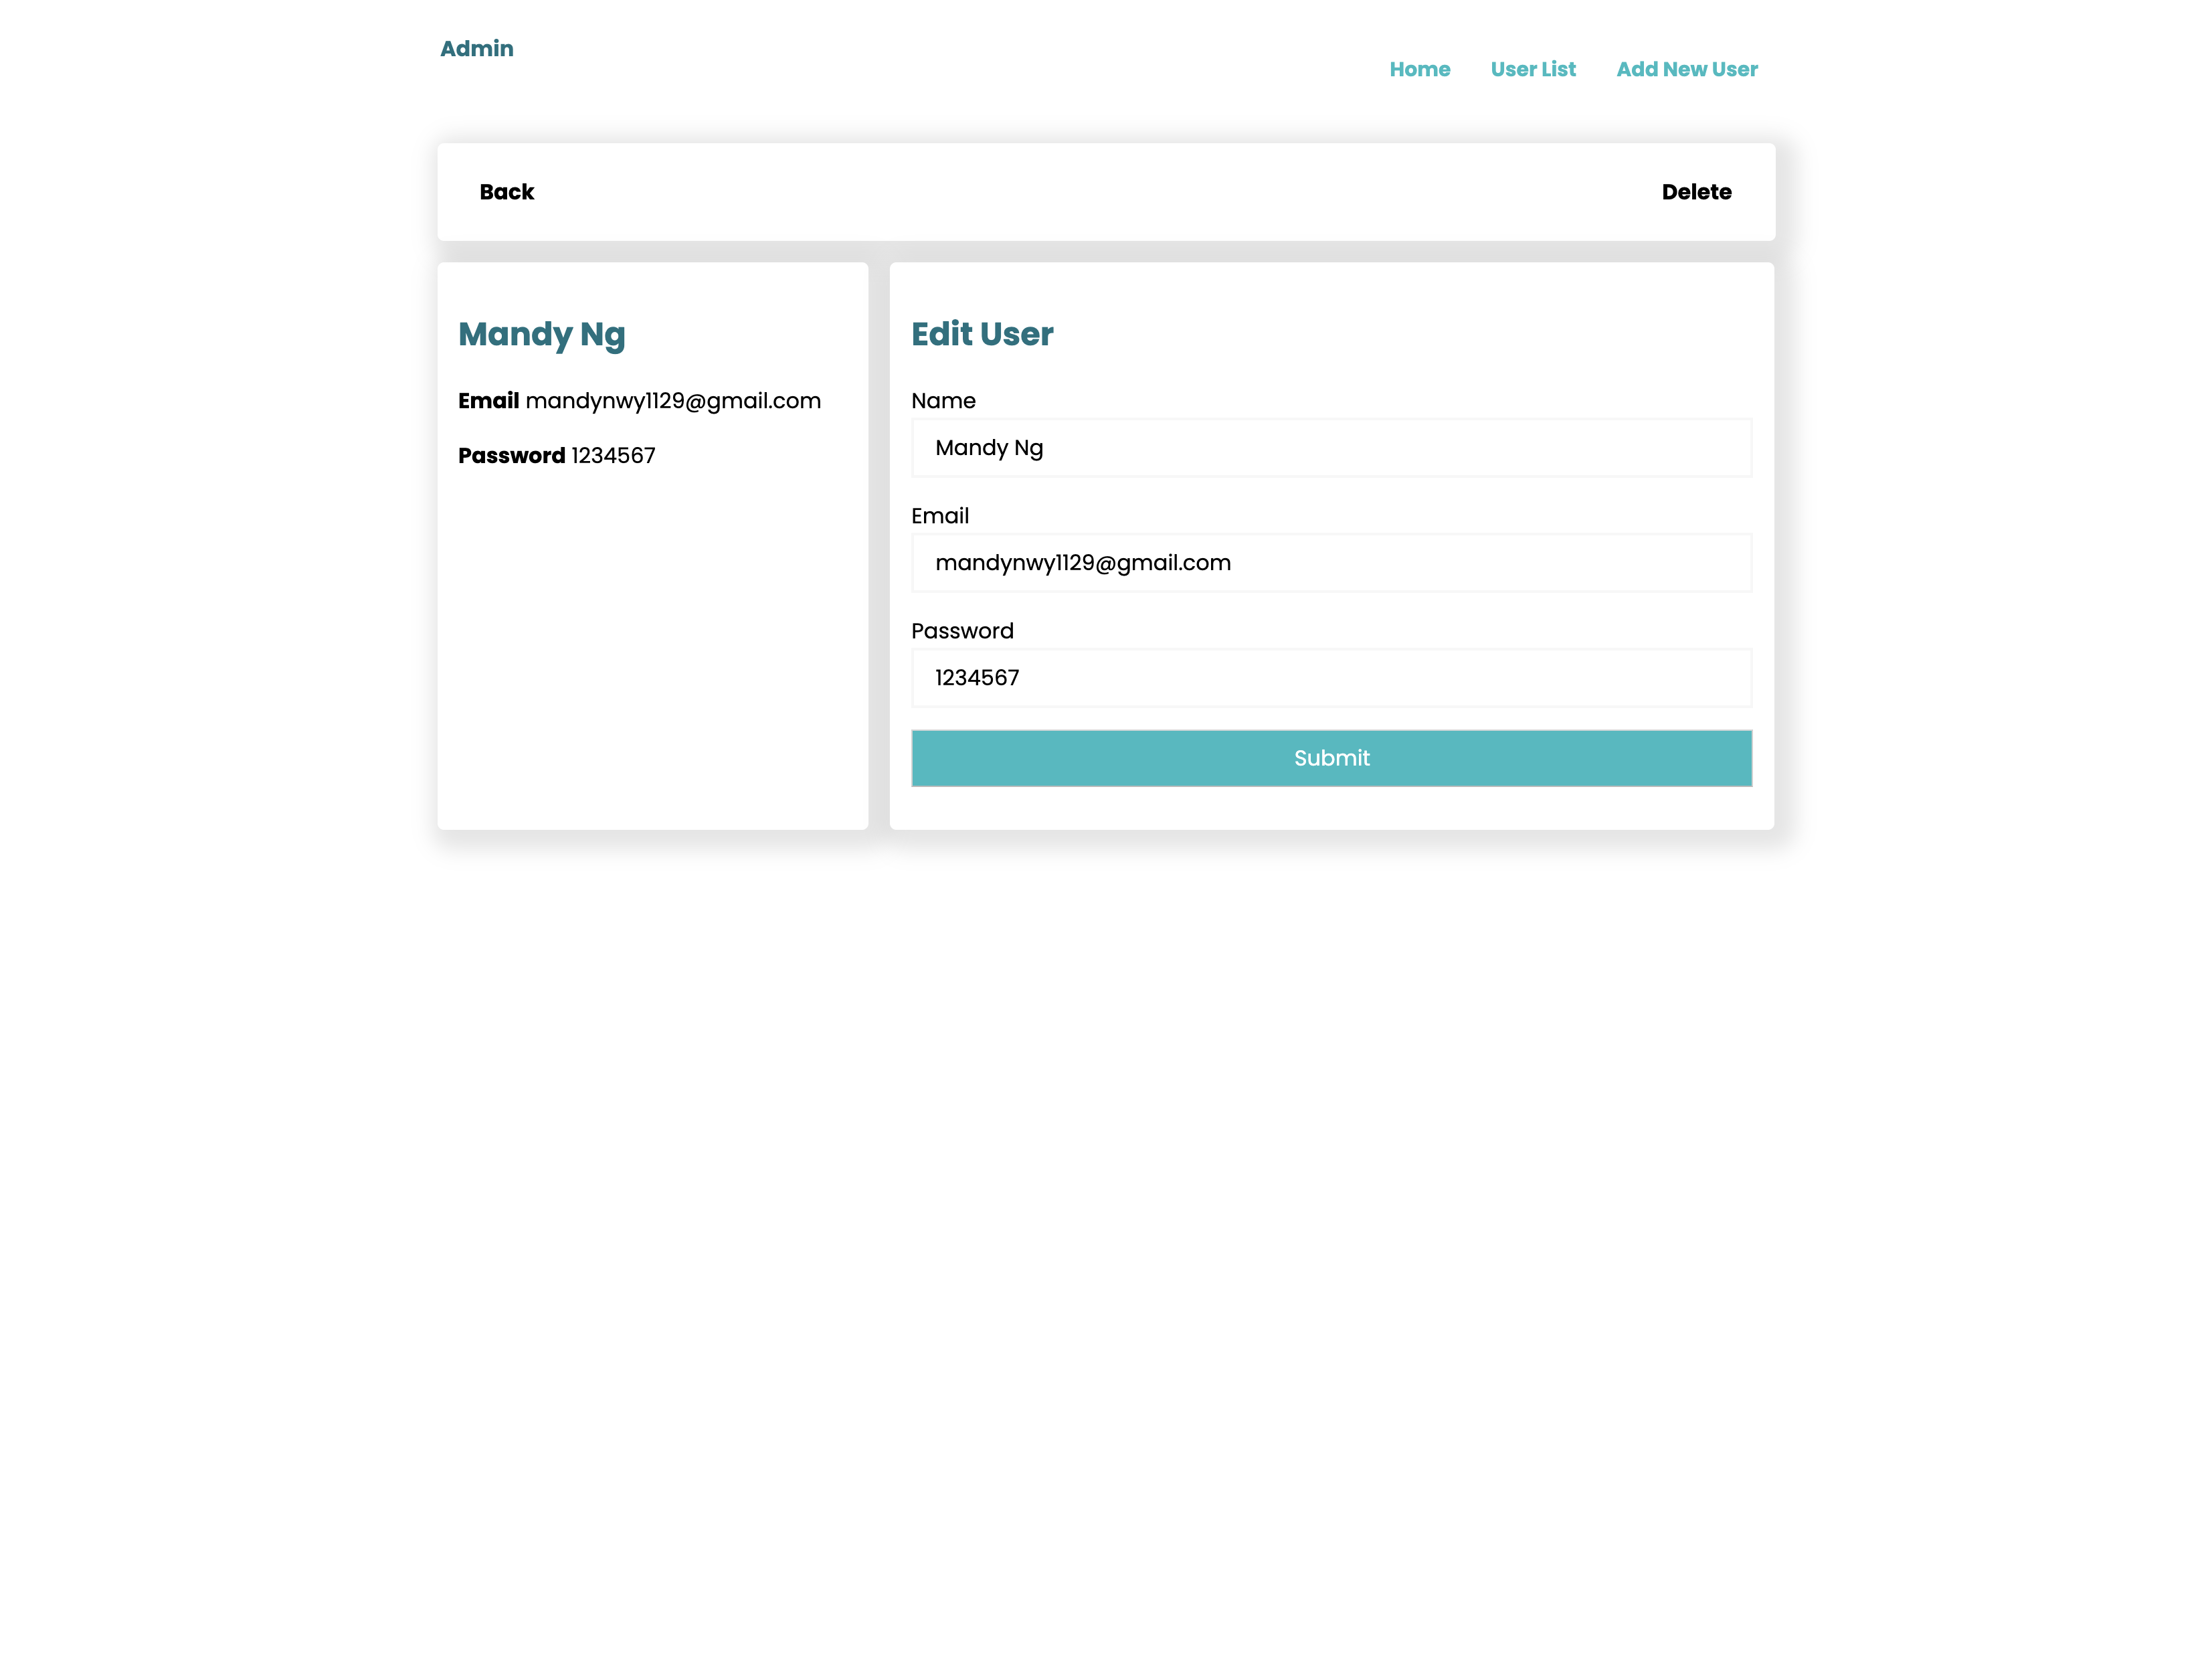 Admin
Home User List Add New User
Back Delete
Mandy Ng
Email mandynwy1129@gmail.com
Password 1234567
Edit User
Name
Mandy Ng
Email
mandynwy1129@gmail.com
Password
1234567
Submit